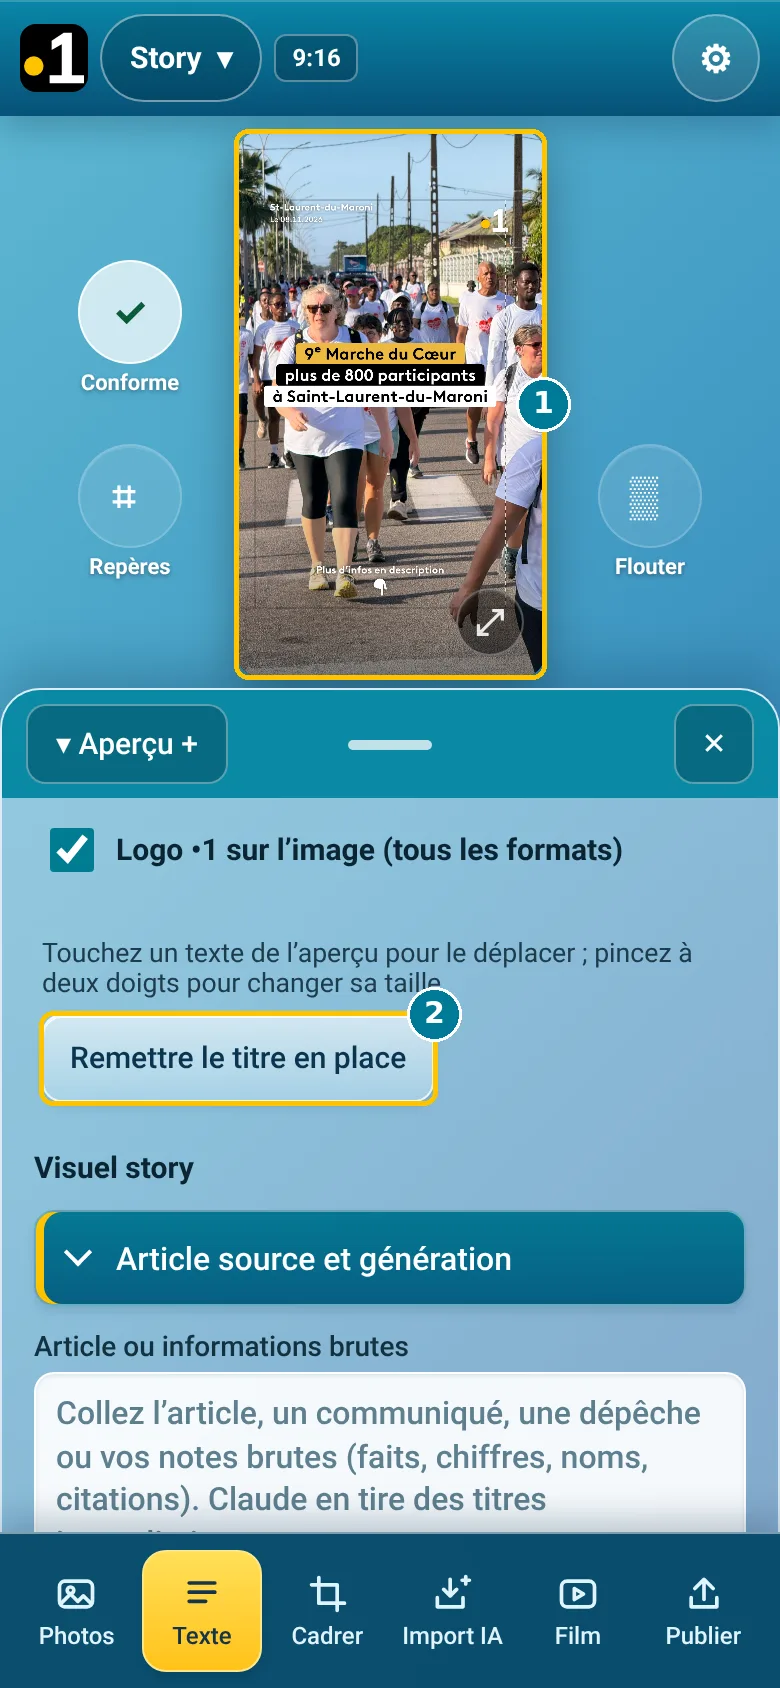 1
Story ▾
9:16
St-Laurent-du-Maroni
Le 08.11.2025
1
Conforme
9e Marche du Cœur
plus de 800 participants
à Saint-Laurent-du-Maroni
1
Repères
Flouter
Plus d'infos en description
▾ Aperçu +
×
Logo •1 sur l’image (tous les formats)
Touchez un texte de l’aperçu pour le déplacer ; pincez à
deux doigts pour changer sa taille
2
Remettre le titre en place
Visuel story
Article source et génération
Article ou informations brutes
Collez l’article, un communiqué, une dépêche
ou vos notes brutes (faits, chiffres, noms,
citations). Claude en tire des titres
Photos
Texte
Cadrer
Import IA
Film
Publier